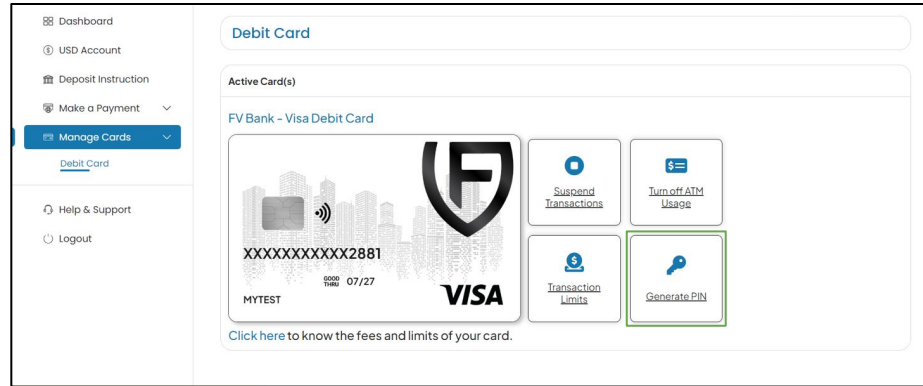 Dashboard
USD Account
Deposit Instruction
Make a Payment
Manage Cards
Debit Card
Help & Support
Logout
Debit Card
Active Card(s)
FV Bank - Visa Debit Card
XXXXXXXXXXXX2881
GOOD
THRU 07/27
MYTEST
VISA
Suspend
Transactions
Turn off ATM
Usage
Transaction
Limits
Generate PIN
Click here to know the fees and limits of your card.